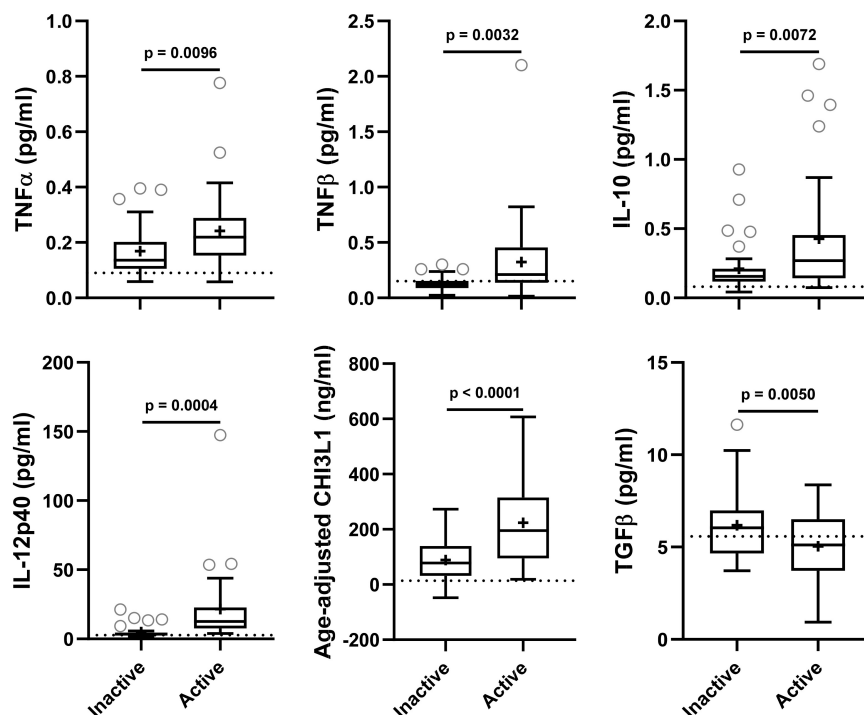 TNFα (pg/ml)
1.0
0.8
0.6
0.4
0.2
0.0
p = 0.0096
TNFβ (pg/ml)
2.5
2.0
1.5
1.0
0.5
0.0
p = 0.0032
IL-10 (pg/ml)
2.0
1.5
1.0
0.5
0.0
p = 0.0072
IL-12p40 (pg/ml)
200
150
100
50
0
p = 0.0004
Inactive
Active
Age-adjusted CHI3L1 (ng/ml)
800
600
400
200
0
-200
p < 0.0001
Inactive
Active
TGFβ (pg/ml)
15
10
5
0
p = 0.0050
Inactive
Active